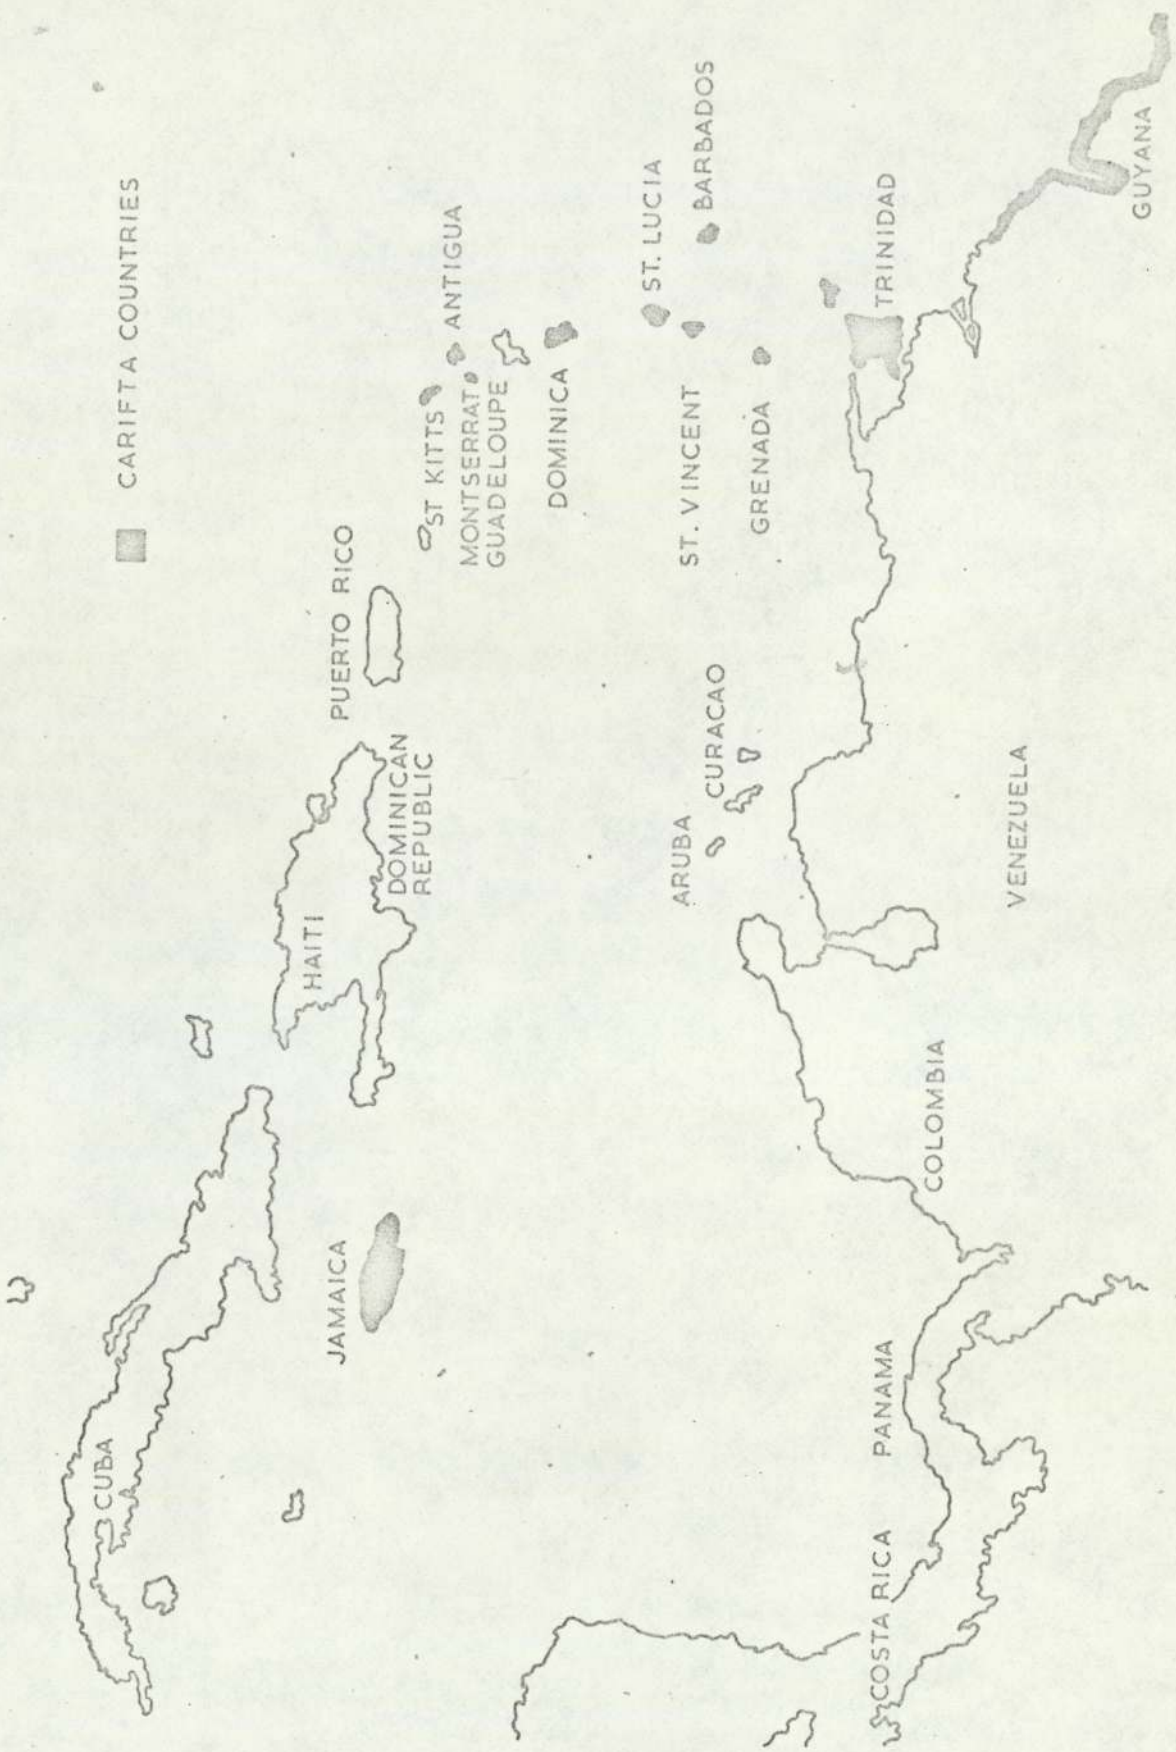 CARIFTA COUNTRIES
CUBA
HAITI
DOMINICAN
REPUBLIC
PUERTO RICO
JAMAICA
ST KITTS
ANTIGUA
MONTSERRAT
GUADELOUPE
DOMINICA
ST. LUCIA
ST. VINCENT
BARBADOS
GRENADA
ARUBA
CURACAO
TRINIDAD
COSTA RICA
PANAMA
COLOMBIA
VENEZUELA
GUYANA